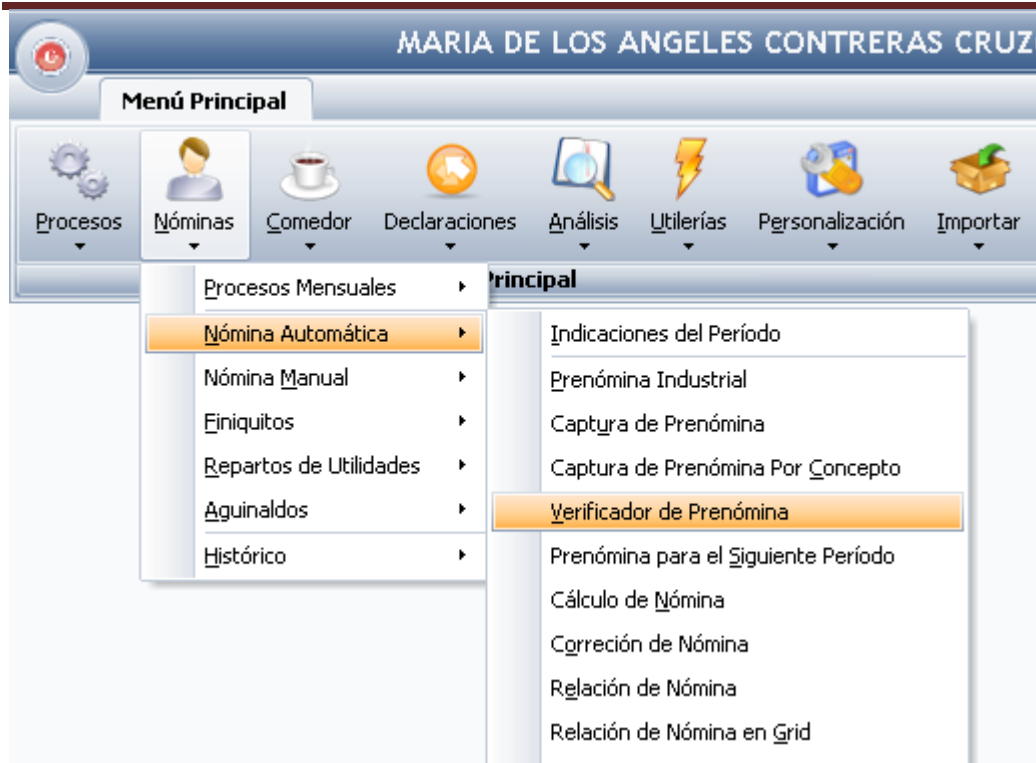 MARIA DE LOS ANGELES CONTRERAS CRUZ
Menú Principal
Procesos Nóminas Comedor Declaraciones Análisis Utilerías Personalización Importar
Principal
Procesos Mensuales
Nómina Automática
Nómina Manual
Finiquitos
Repartos de Utilidades
Aguinaldos
Histórico
Indicaciones del Período
Prenómina Industrial
Captura de Prenómina
Captura de Prenómina Por Concepto
Verificador de Prenómina
Prenómina para el Siguiente Período
Cálculo de Nómina
Correción de Nómina
Relación de Nómina
Relación de Nómina en Grid